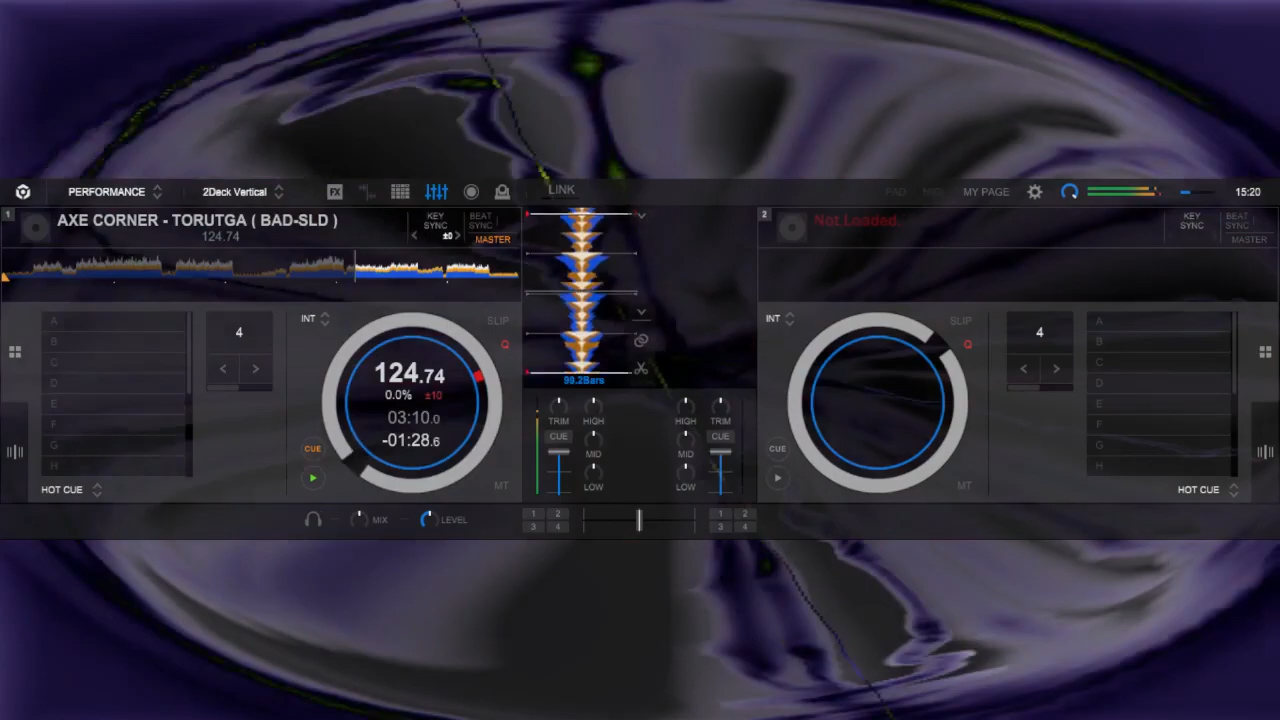 PERFORMANCE 2Deck Vertical FX LINK PAD MIDI MY PAGE 15:20
1 AXE CORNER - TORUTGA ( BAD-SLD ) KEY SYNC BEAT SYNC
124.74 ±0 MASTER
2 Not Loaded. KEY SYNC BEAT SYNC
MASTER
INT SLIP
4
Q
A
B
C
D
E
F
G
H
HOT CUE
124.74
0.0% ±10
03:10.0
-01:28.6
CUE
MT
99.2Bars
TRIM HIGH HIGH TRIM
CUE CUE
MID MID
LOW LOW
INT SLIP
4
Q
A
B
C
D
E
F
G
H
CUE
MT
HOT CUE
MIX LEVEL
1 2 1 2
3 4 3 4